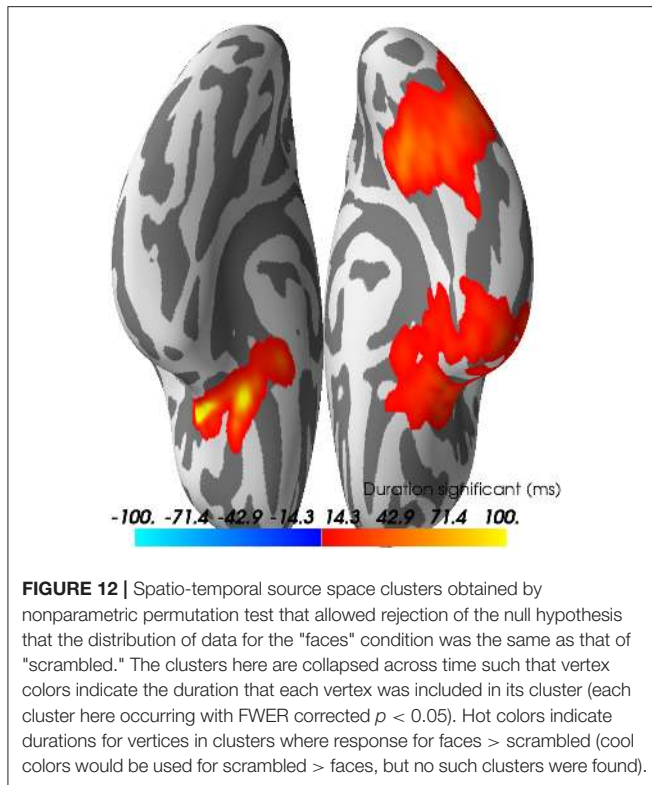 Duration significant (ms)
-100. -71.4 -42.9 -14.3 14.3 42.9 71.4 100.
FIGURE 12 | Spatio-temporal source space clusters obtained by
nonparametric permutation test that allowed rejection of the null hypothesis
that the distribution of data for the "faces" condition was the same as that of
"scrambled." The clusters here are collapsed across time such that vertex
colors indicate the duration that each vertex was included in its cluster (each
cluster here occurring with FWER corrected p < 0.05). Hot colors indicate
durations for vertices in clusters where response for faces > scrambled (cool
colors would be used for scrambled > faces, but no such clusters were found).